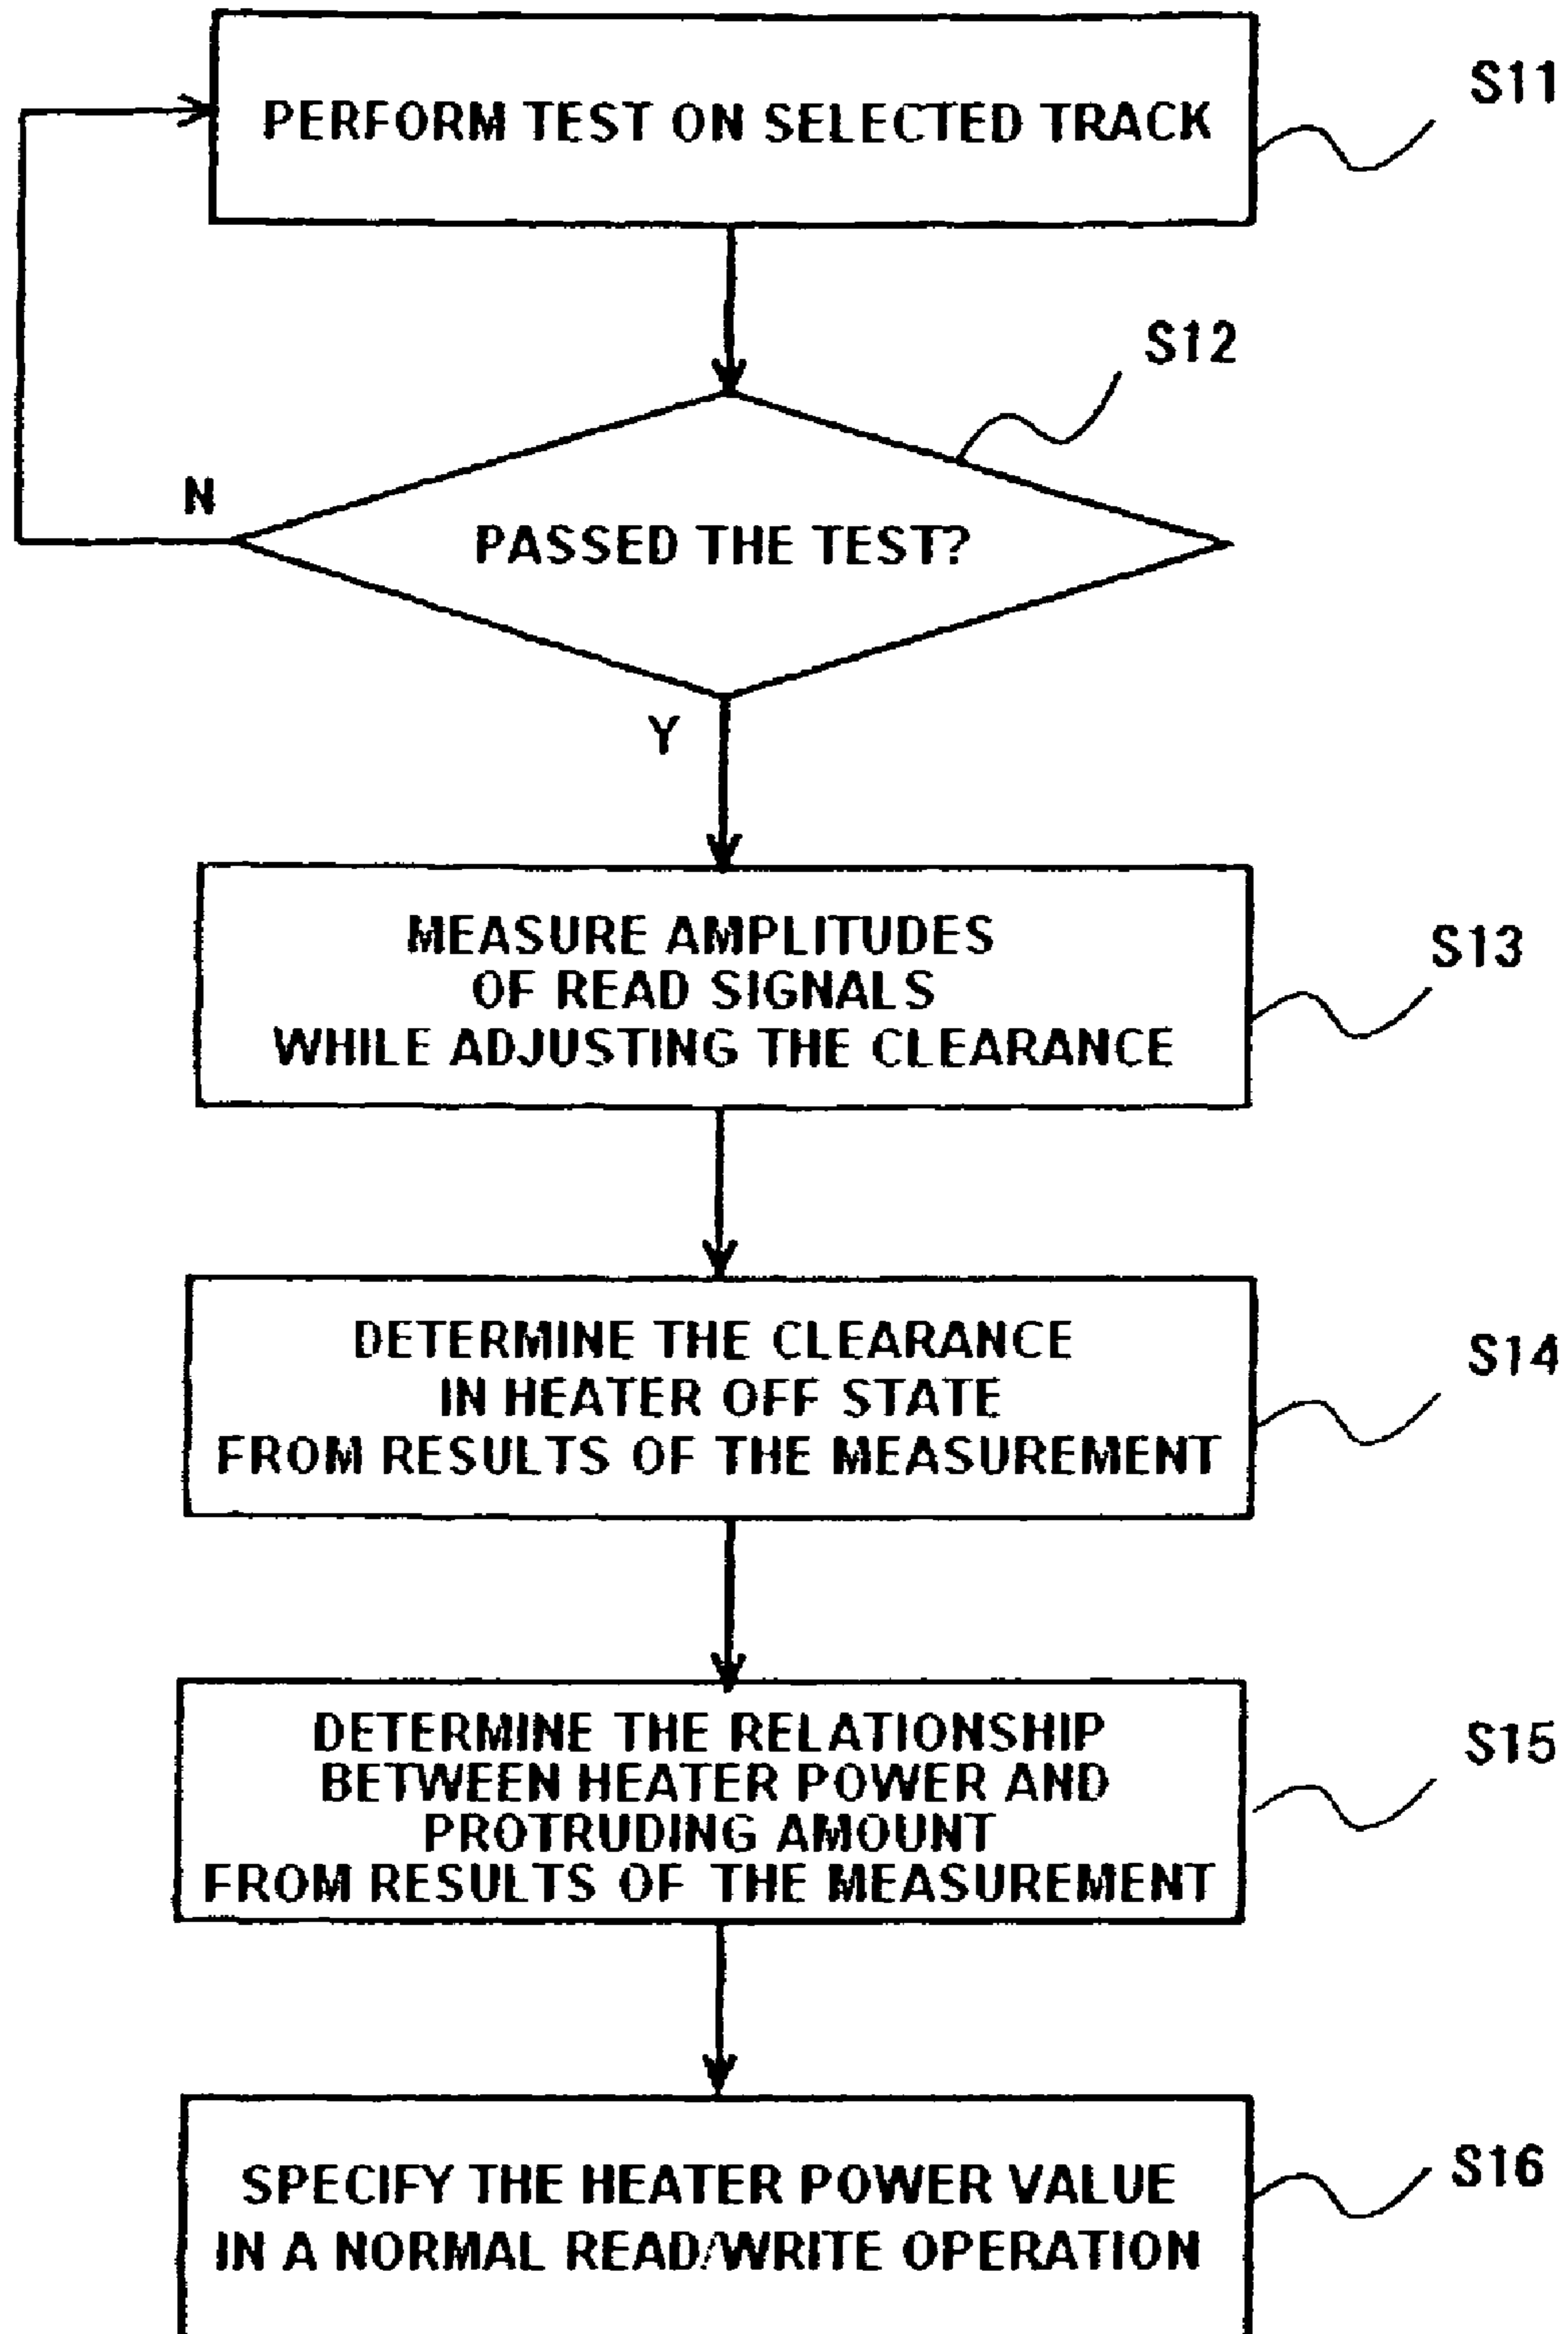 PERFORM TEST ON SELECTED TRACK
S11
S12
PASSED THE TEST?
N
Y
MEASURE AMPLITUDES
OF READ SIGNALS
WHILE ADJUSTING THE CLEARANCE
S13
DETERMINE THE CLEARANCE
IN HEATER OFF STATE
FROM RESULTS OF THE MEASUREMENT
S14
DETERMINE THE RELATIONSHIP
BETWEEN HEATER POWER AND
PROTRUDING AMOUNT
FROM RESULTS OF THE MEASUREMENT
S15
SPECIFY THE HEATER POWER VALUE
IN A NORMAL READ/WRITE OPERATION
S16